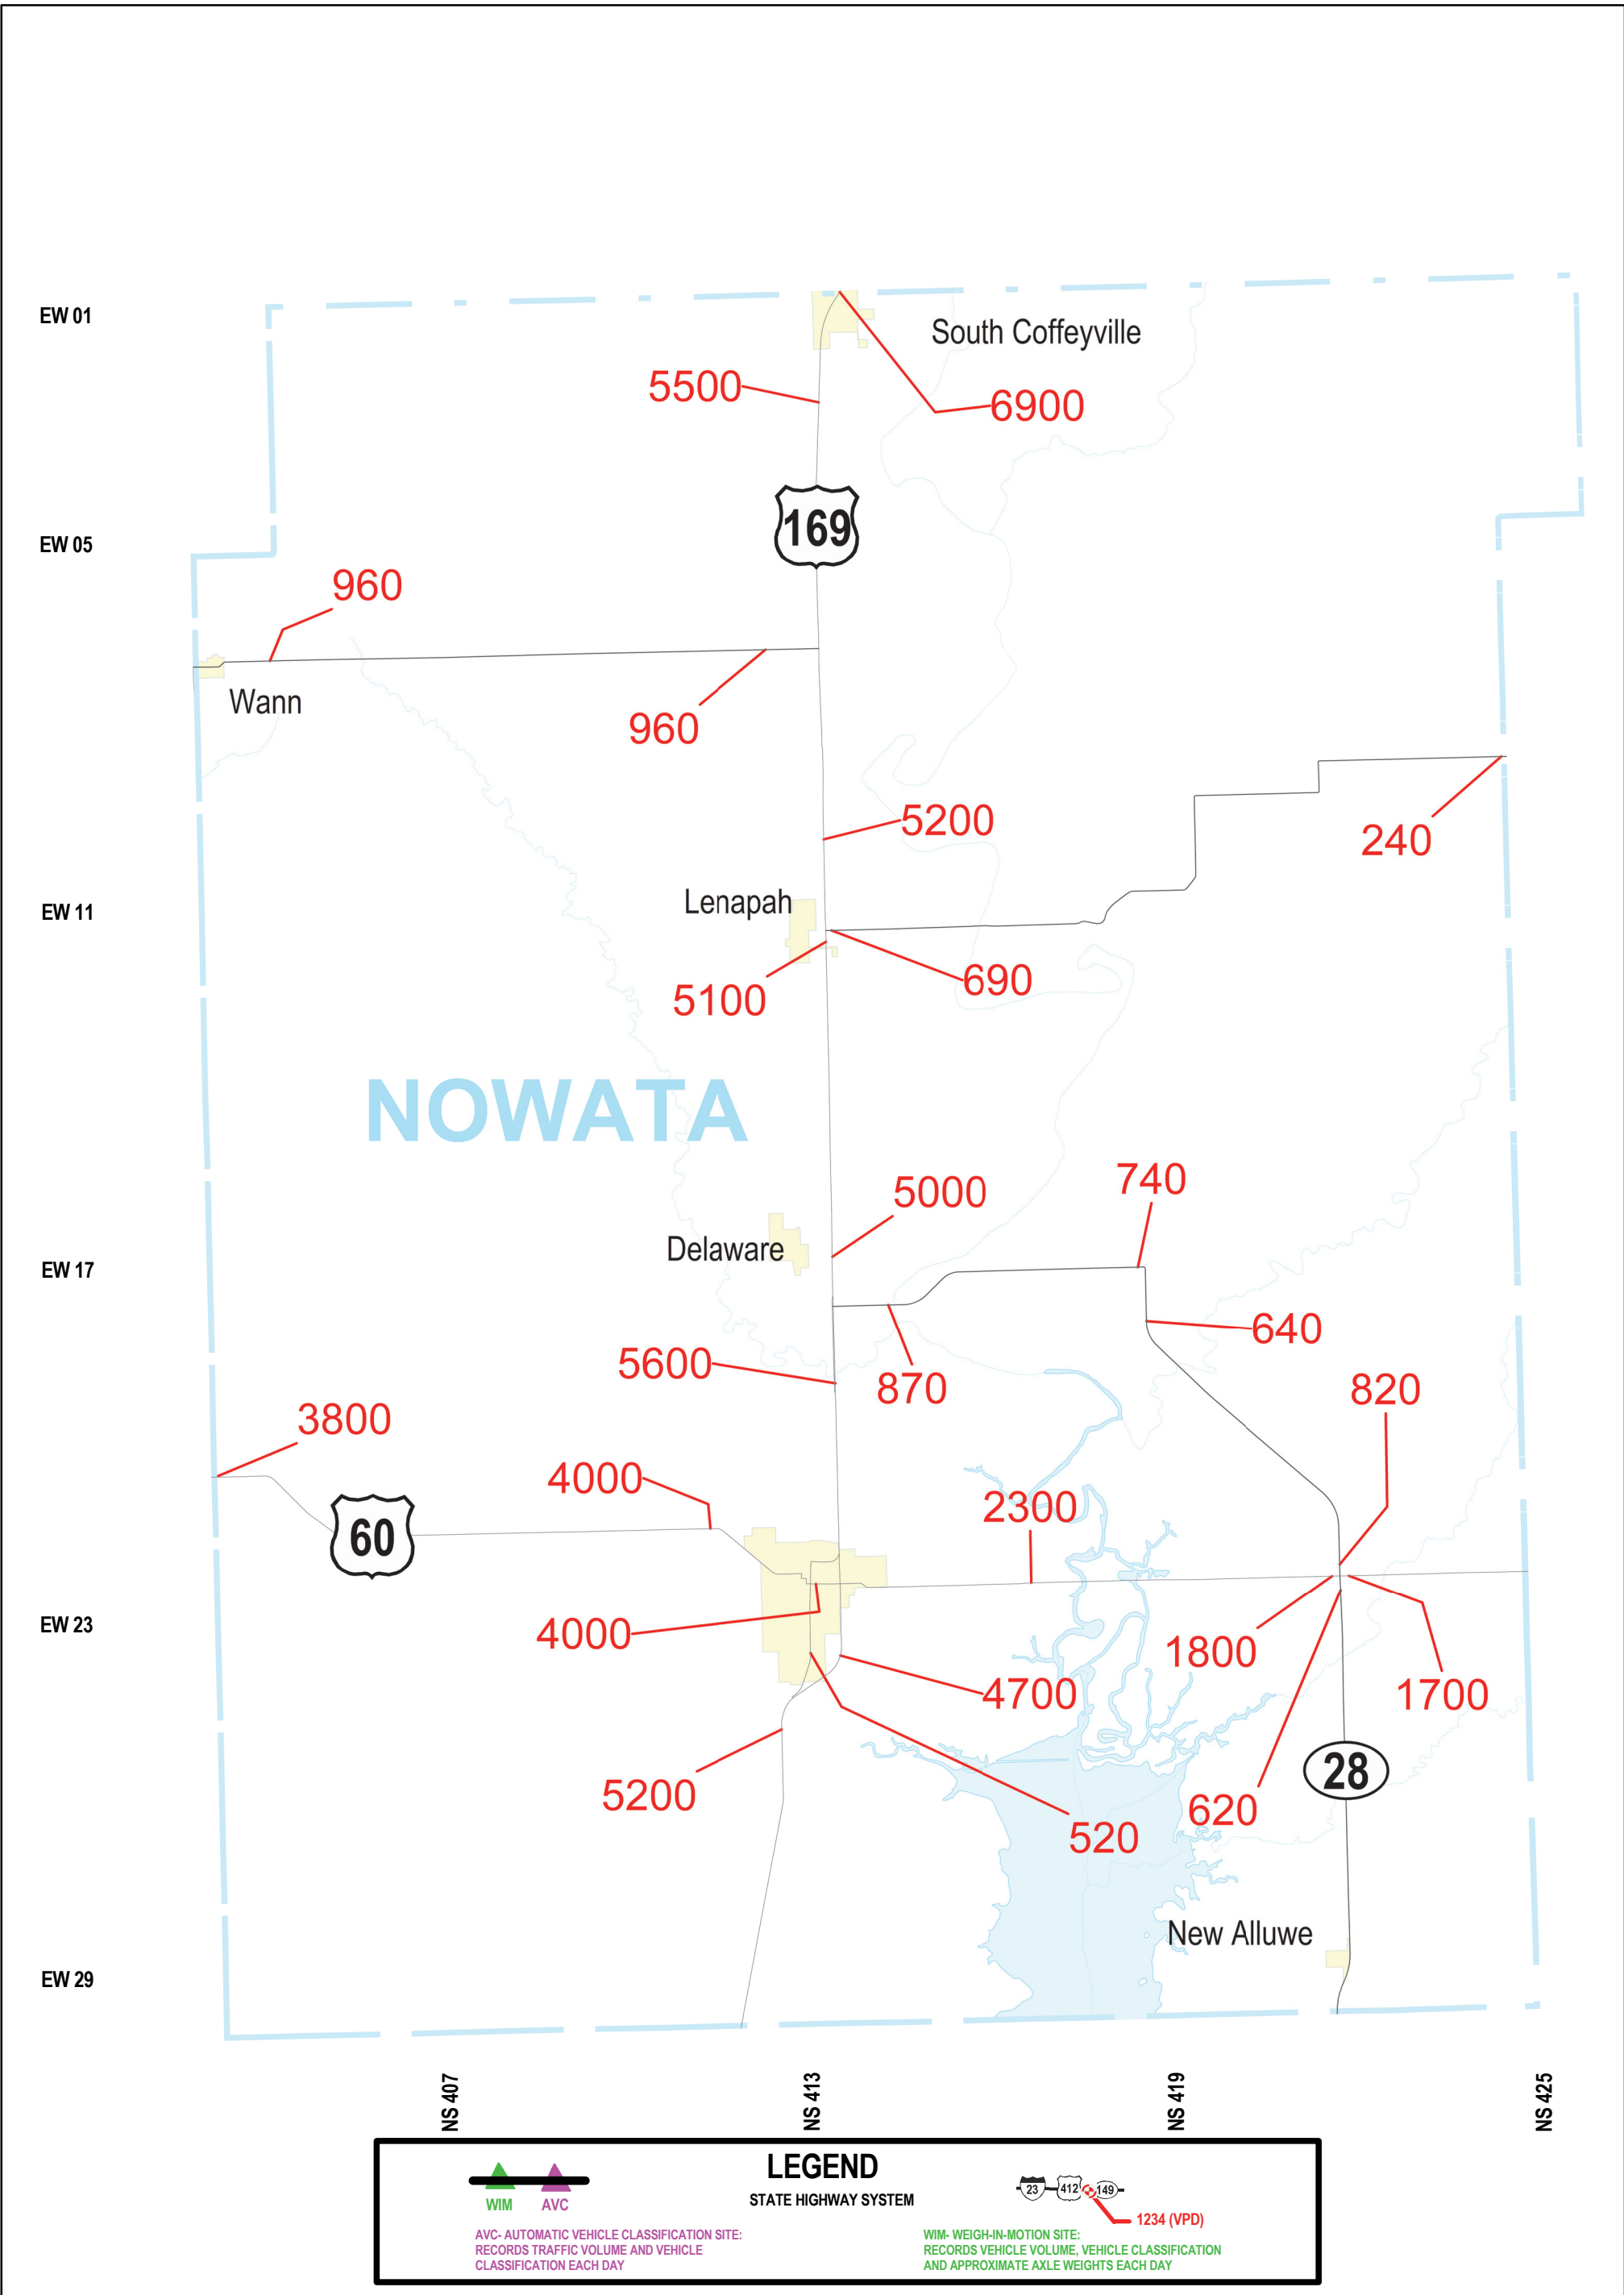 EW 01
South Coffeyville
5500
6900
169
EW 05
960
Wann
960
5200
240
Lenapah
EW 11
690
5100
NOWATA
740
5000
Delaware
EW 17
640
5600
870
820
3800
4000
2300
60
EW 23
4000
1800
4700
1700
28
5200
620
520
New Alluwe
EW 29
NS 407
NS 413
NS 419
NS 425
LEGEND
STATE HIGHWAY SYSTEM
WIM AVC
23 412 149
1234 (VPD)
AVC- AUTOMATIC VEHICLE CLASSIFICATION SITE:
RECORDS TRAFFIC VOLUME AND VEHICLE
CLASSIFICATION EACH DAY
WIM- WEIGH-IN-MOTION SITE:
RECORDS VEHICLE VOLUME, VEHICLE CLASSIFICATION
AND APPROXIMATE AXLE WEIGHTS EACH DAY